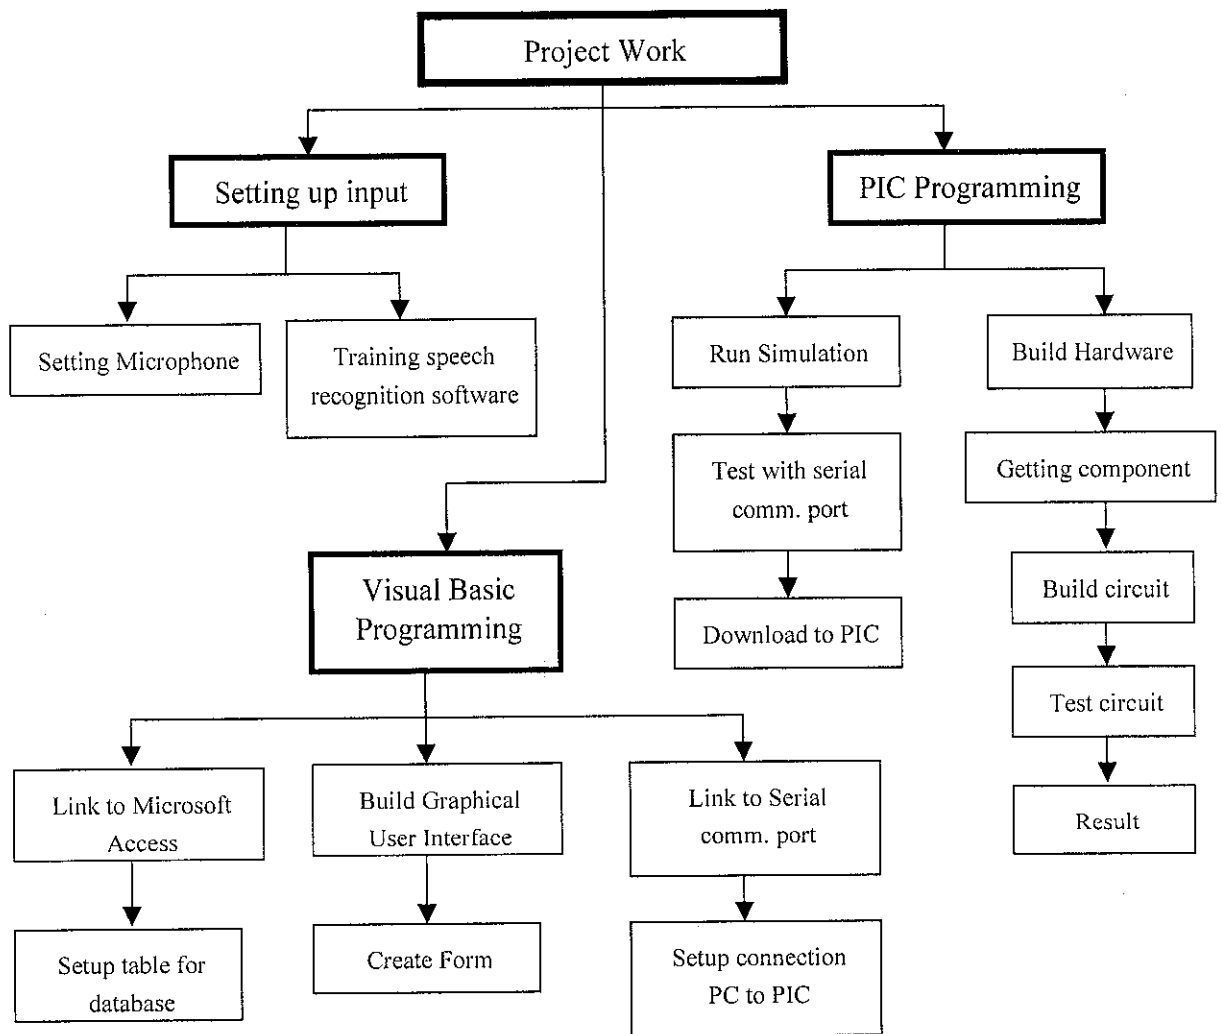 Project Work
Setting up input
PIC Programming
Setting Microphone
Training speech
recognition software
Run Simulation
Build Hardware
Test with serial
comm. port
Getting component
Visual Basic
Programming
Download to PIC
Build circuit
Test circuit
Link to Microsoft
Access
Build Graphical
User Interface
Link to Serial
comm. port
Result
Setup table for
database
Create Form
Setup connection
PC to PIC